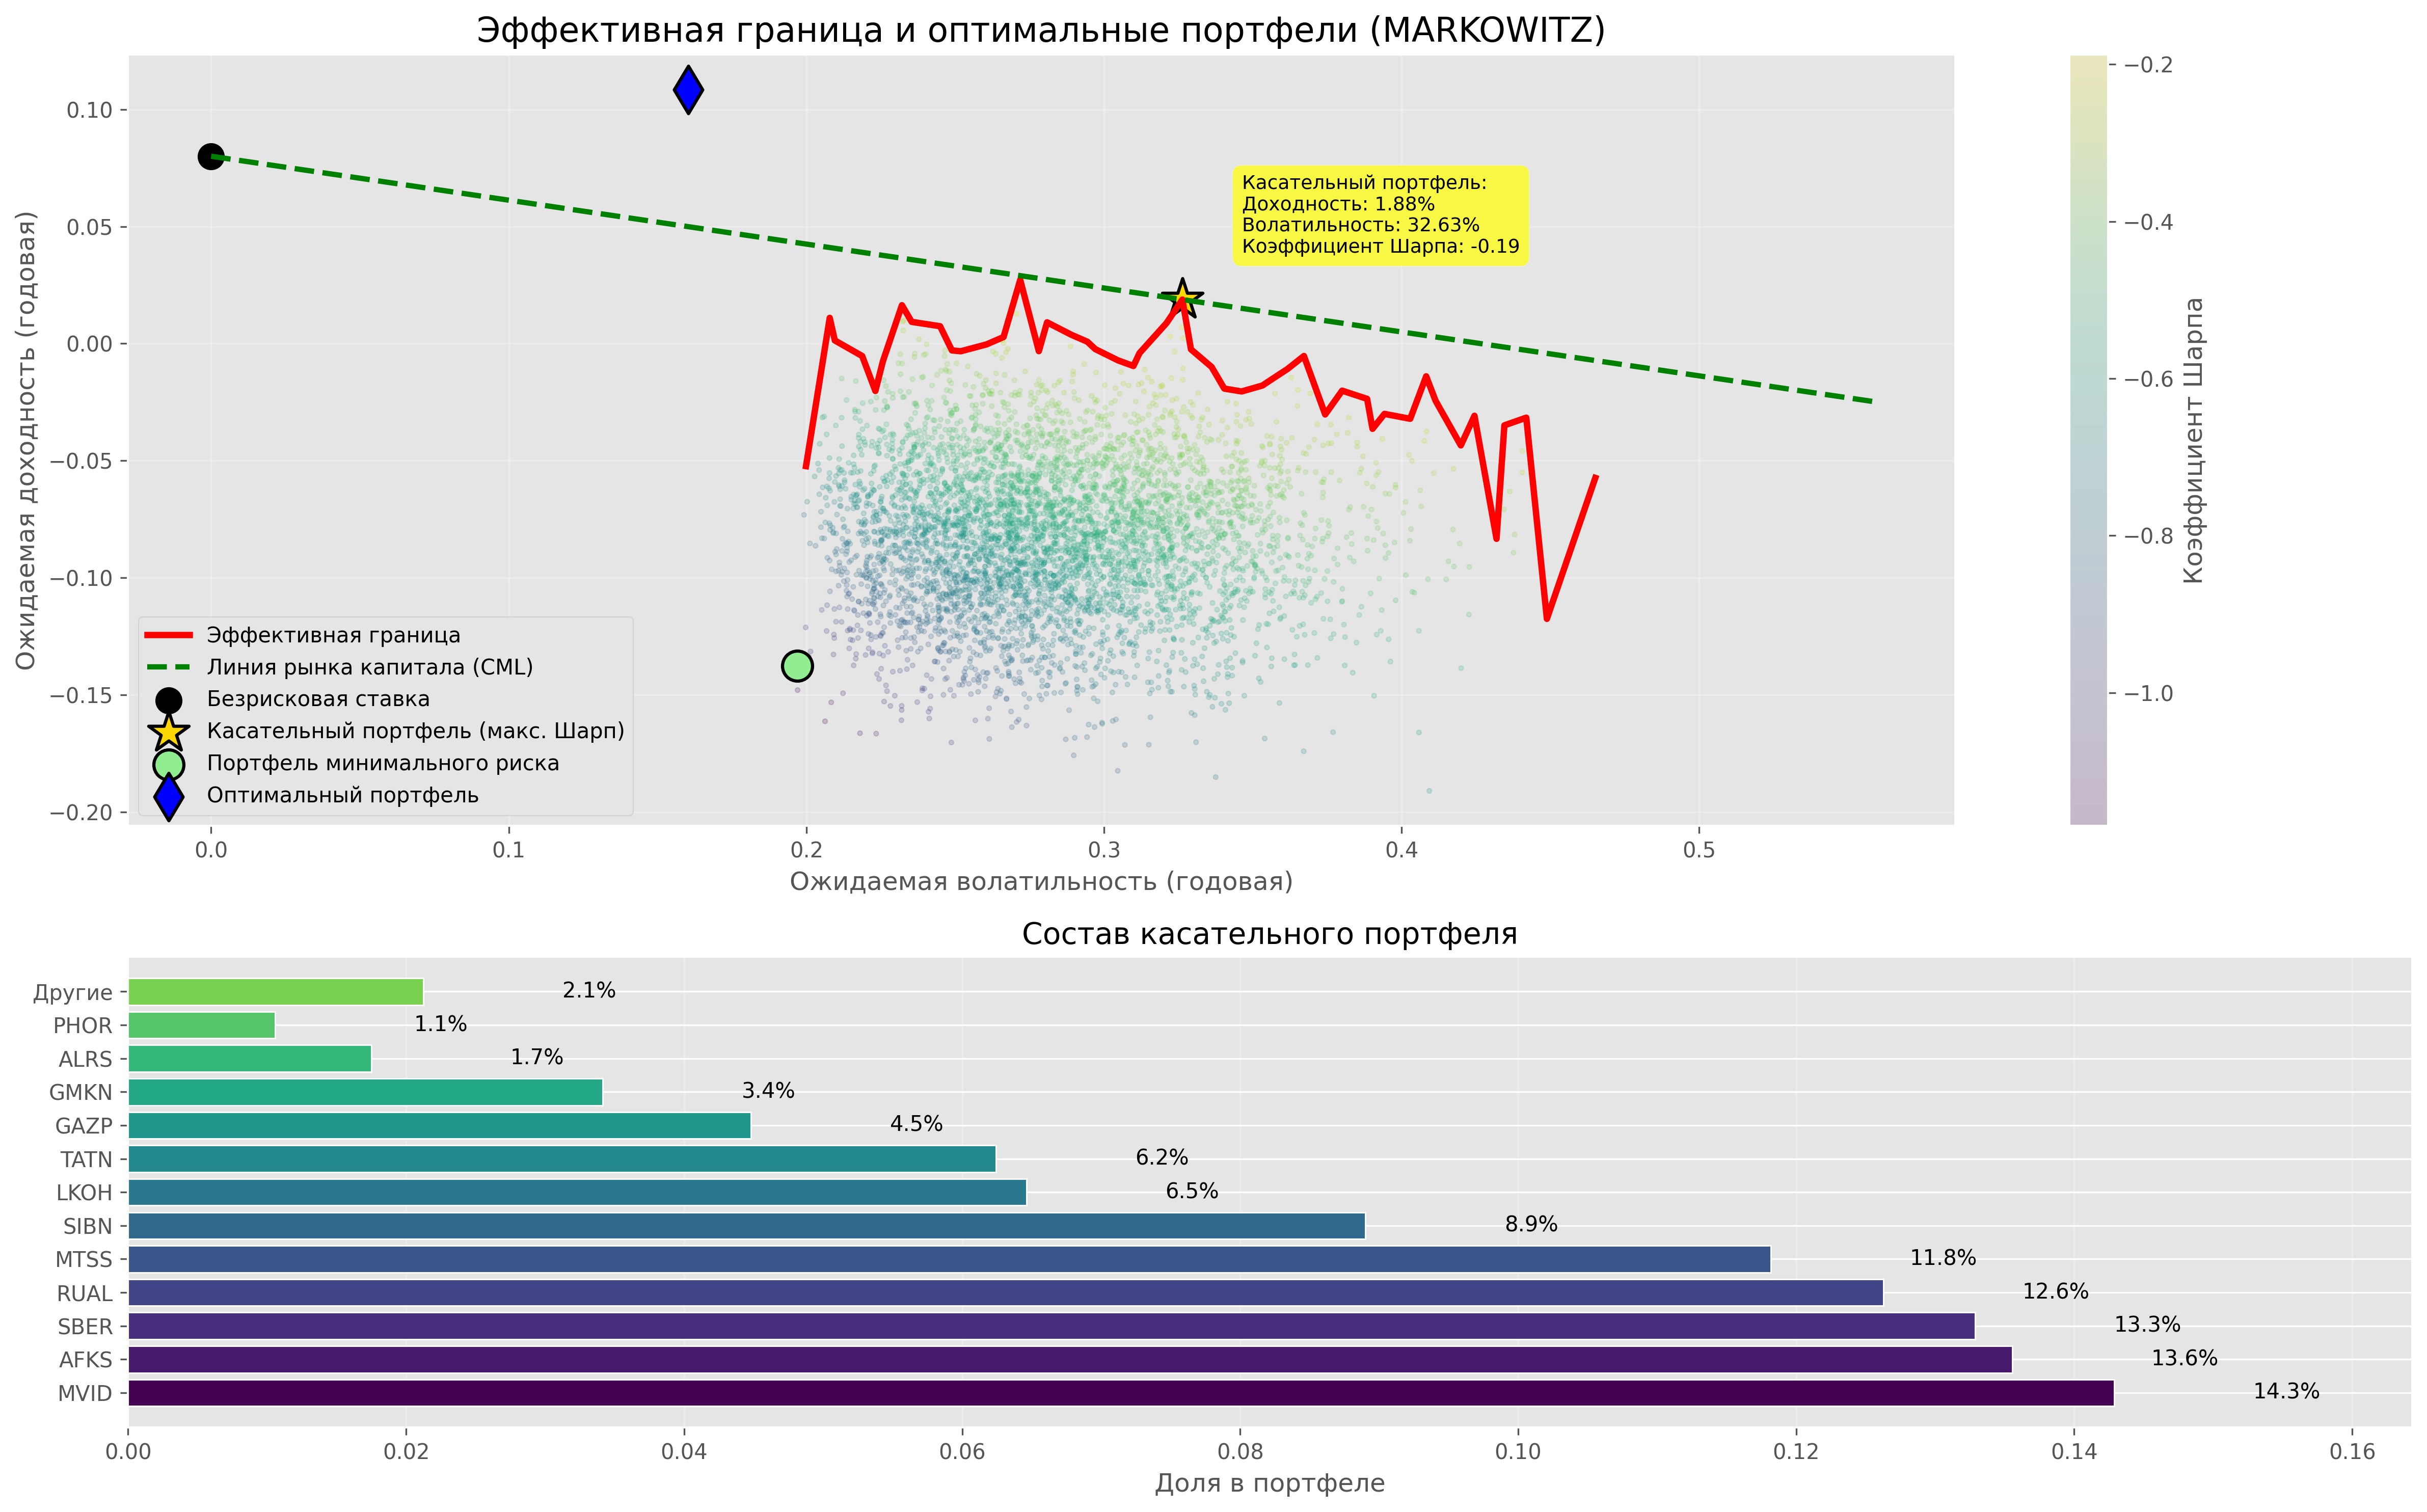 Эффективная граница и оптимальные портфели (MARKOWITZ)
Ожидаемая доходность (годовая)
0.10
0.05
0.00
−0.05
−0.10
−0.15
−0.20
Касательный портфель:
Доходность: 1.88%
Волатильность: 32.63%
Коэффициент Шарпа: -0.19
Эффективная граница
Линия рынка капитала (CML)
Безрисковая ставка
Касательный портфель (макс. Шарп)
Портфель минимального риска
Оптимальный портфель
0.0 0.1 0.2 0.3 0.4 0.5
Ожидаемая волатильность (годовая)
−0.2
−0.4
−0.6
−0.8
−1.0
Коэффициент Шарпа
Состав касательного портфеля
Другие 2.1%
PHOR 1.1%
ALRS 1.7%
GMKN 3.4%
GAZP 4.5%
TATN 6.2%
LKOH 6.5%
SIBN 8.9%
MTSS 11.8%
RUAL 12.6%
SBER 13.3%
AFKS 13.6%
MVID 14.3%
0.00 0.02 0.04 0.06 0.08 0.10 0.12 0.14 0.16
Доля в портфеле